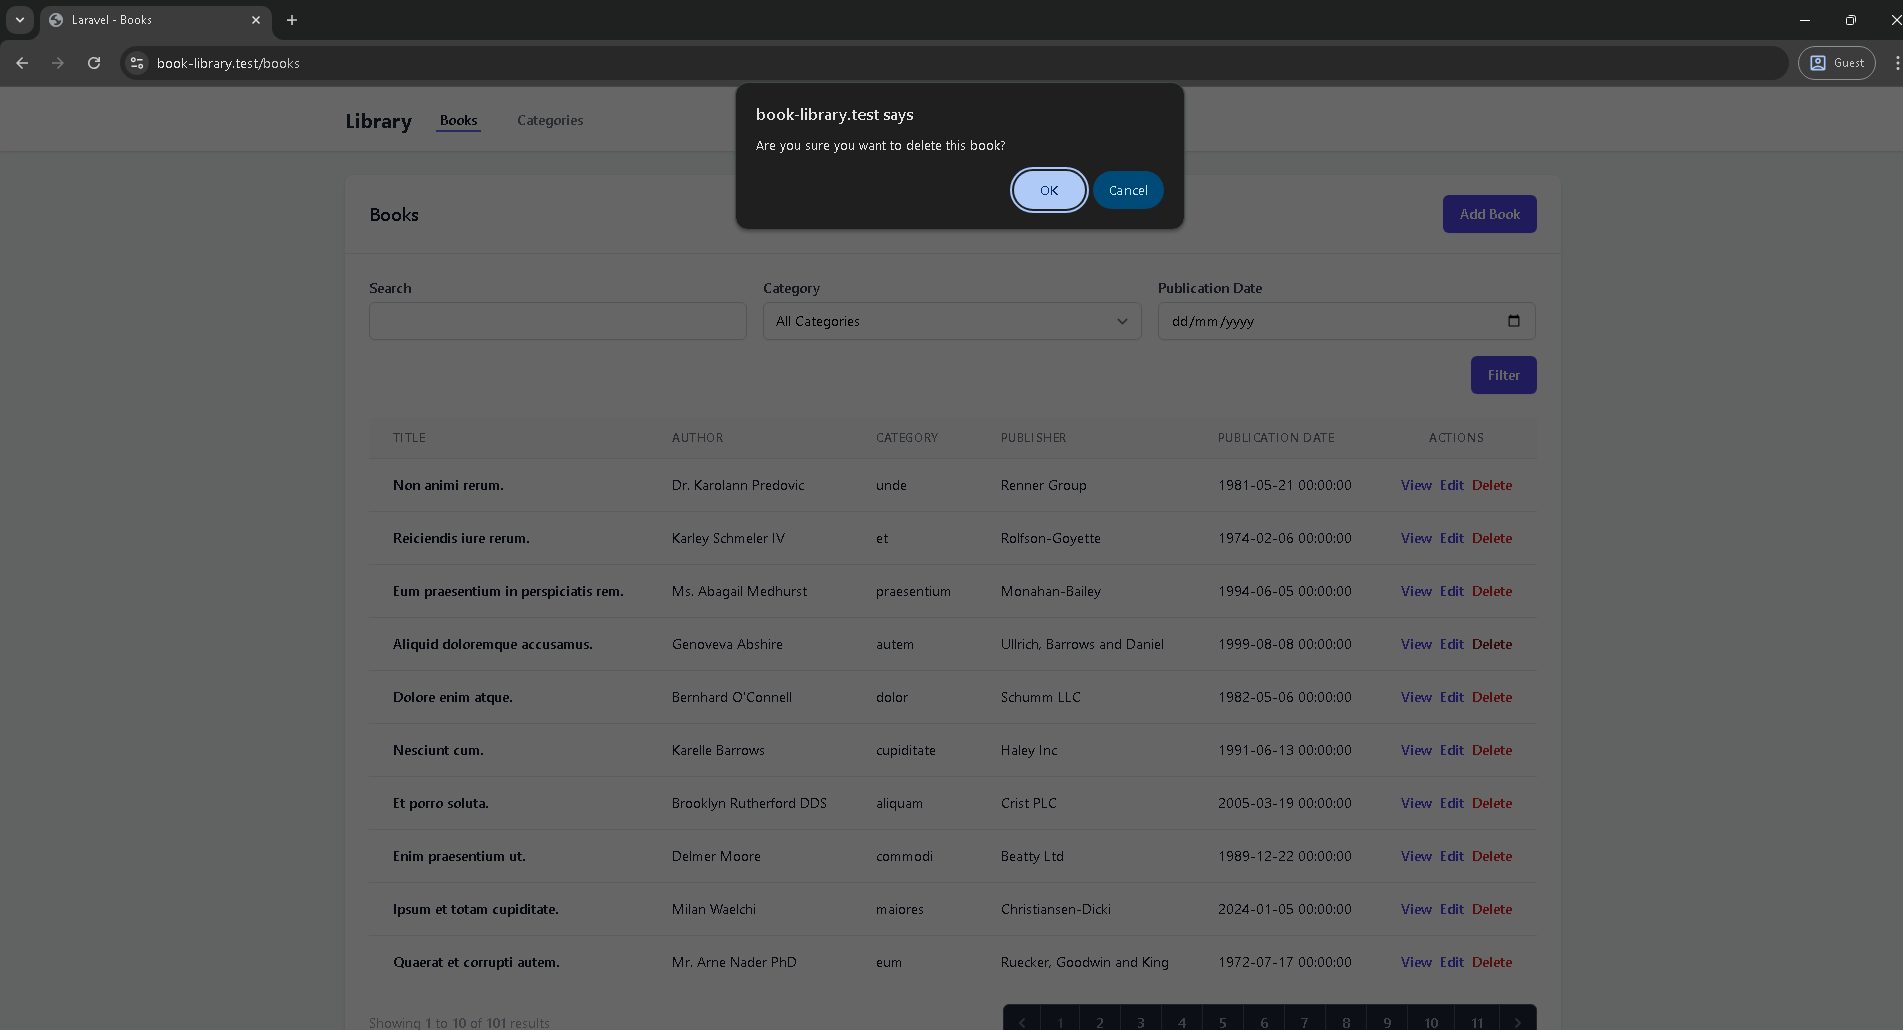 Laravel - Books
book-library.test/books
Guest
book-library.test says
Are you sure you want to delete this book?
OK Cancel
Library Books Categories
Books Add Book
Search Category Publication Date
All Categories dd/mm/yyyy
Filter
TITLE AUTHOR CATEGORY PUBLISHER PUBLICATION DATE ACTIONS
Non animi rerum. Dr. Karolann Predovic unde Renner Group 1981-05-21 00:00:00 View Edit Delete
Reiciendis iure rerum. Karley Schmeler IV et Rolfson-Goyette 1974-02-06 00:00:00 View Edit Delete
Eum praesentium in perspiciatis rem. Ms. Abagail Medhurst praesentium Monahan-Bailey 1994-06-05 00:00:00 View Edit Delete
Aliquid doloremque accusamus. Genoveva Abshire autem Ullrich, Barrows and Daniel 1999-08-08 00:00:00 View Edit Delete
Dolore enim atque. Bernhard O'Connell dolor Schumm LLC 1982-05-06 00:00:00 View Edit Delete
Nesciunt cum. Karelle Barrows cupiditate Haley Inc 1991-06-13 00:00:00 View Edit Delete
Et porro soluta. Brooklyn Rutherford DDS aliquam Crist PLC 2005-03-19 00:00:00 View Edit Delete
Enim praesentium ut. Delmer Moore commodi Beatty Ltd 1989-12-22 00:00:00 View Edit Delete
Ipsum et totam cupiditate. Milan Waelchi maiores Christiansen-Dicki 2024-01-05 00:00:00 View Edit Delete
Quaerat et corrupti autem. Mr. Arne Nader PhD eum Ruecker, Goodwin and King 1972-07-17 00:00:00 View Edit Delete
Showing 1 to 10 of 101 results 1 2 3 4 5 6 7 8 9 10 11